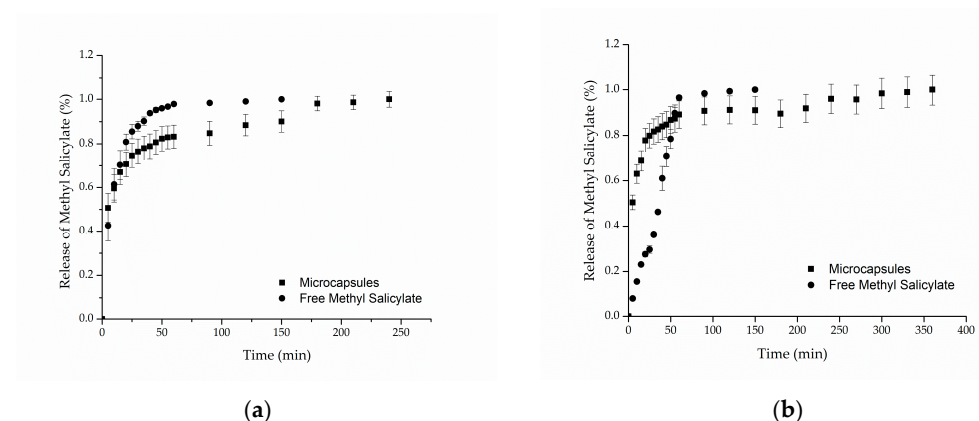 1.2
1.0
0.8
0.6
0.4
0.2
0.0
Release of Methyl Salicylate (%)
Microcapsules
Free Methyl Salicylate
0 50 100 150 200 250
Time (min)
(a)
1.2
1.0
0.8
0.6
0.4
0.2
0.0
Release of Methyl Salicylate (%)
Microcapsules
Free Methyl Salicylate
0 50 100 150 200 250 300 350 400
Time (min)
(b)